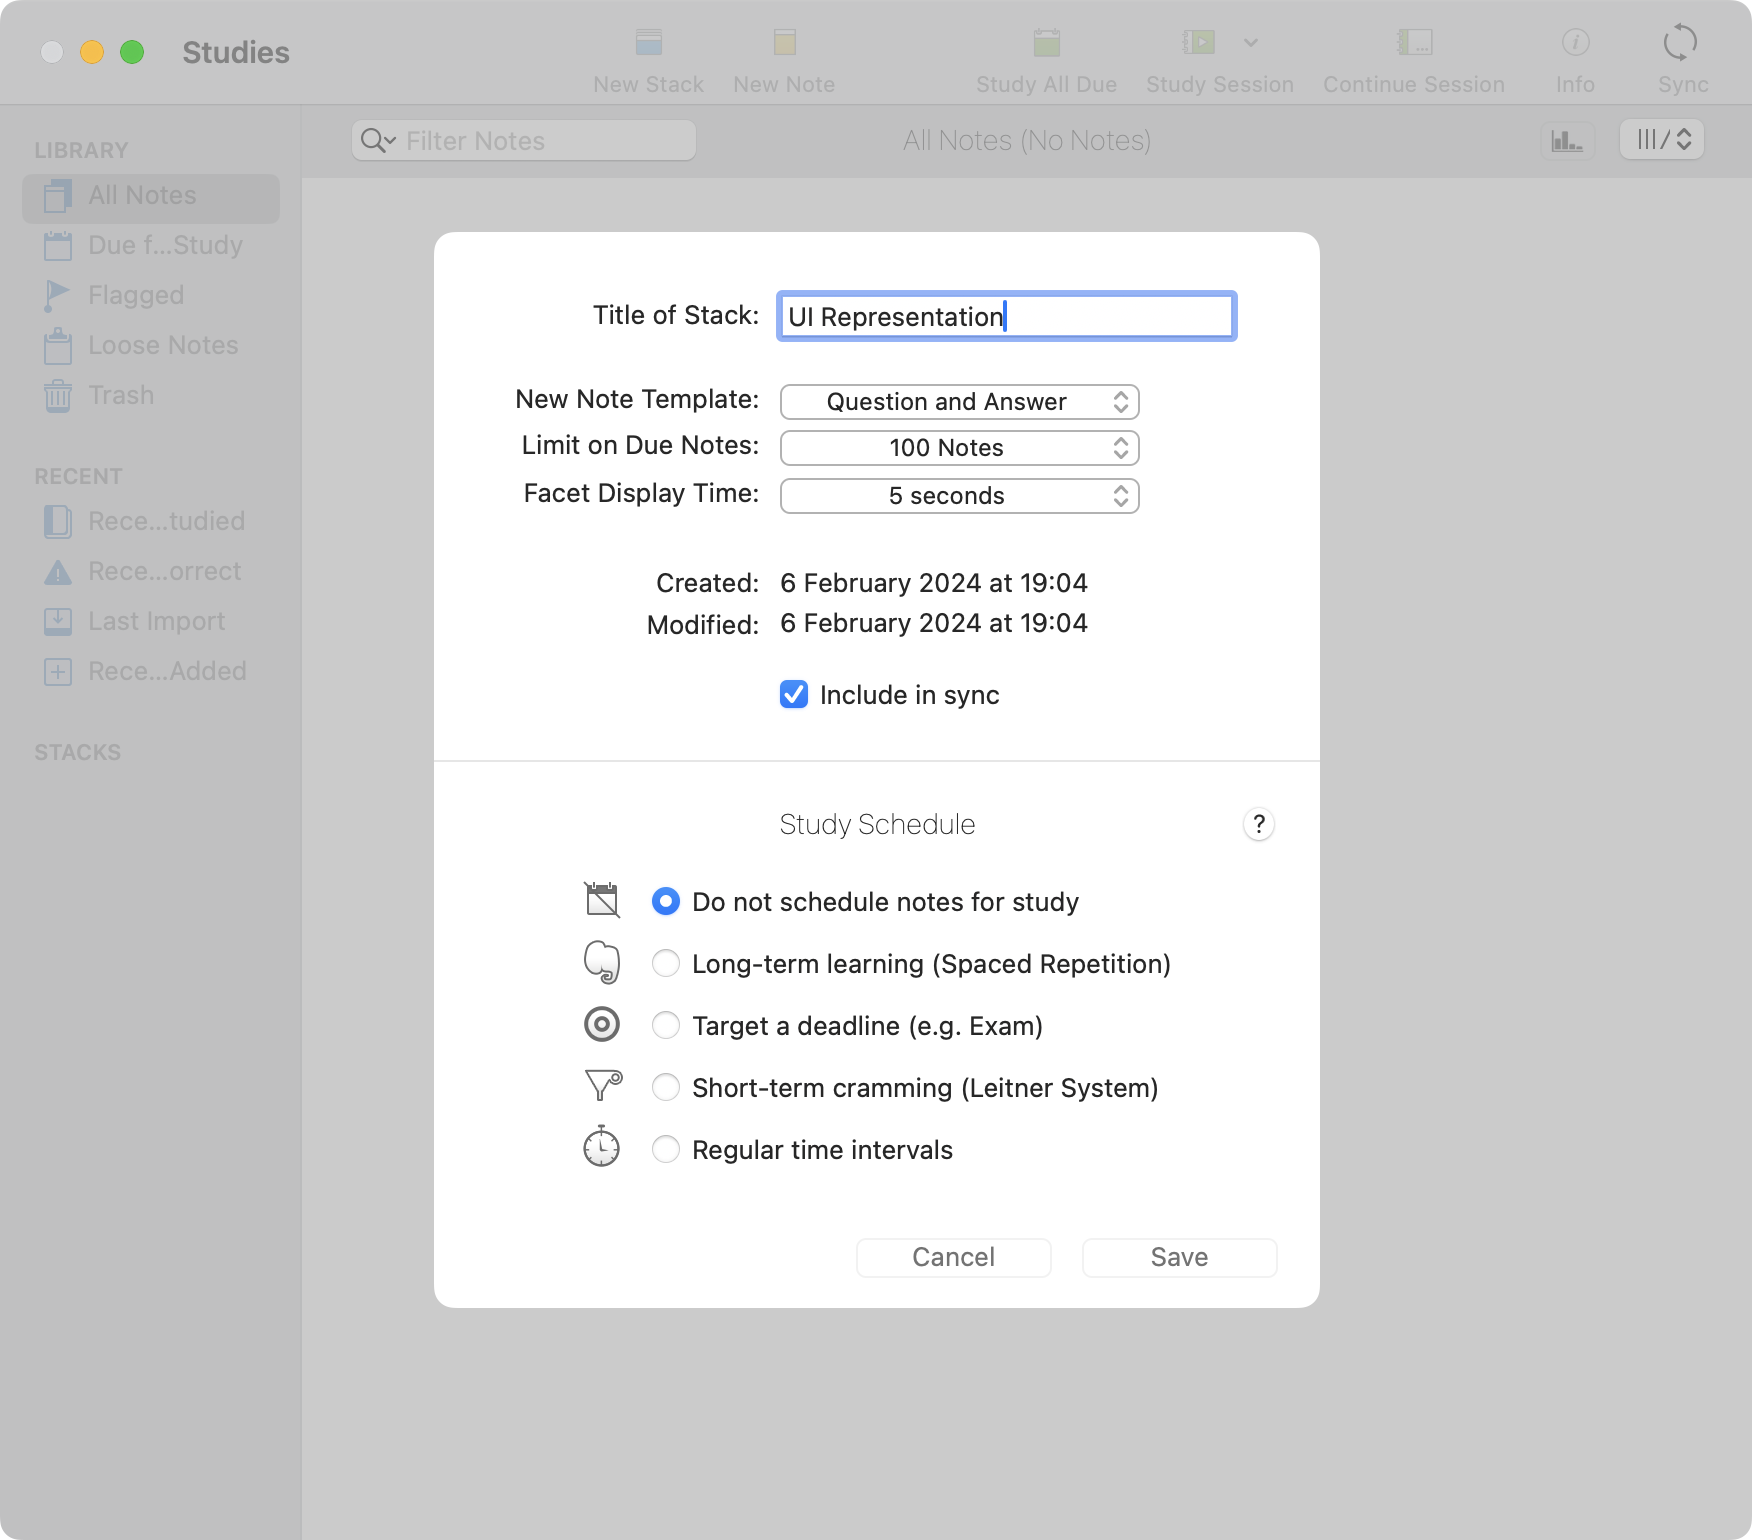 Studies
New Stack
New Note
Study All Due
Study Session
Continue Session
Info
Sync
LIBRARY
All Notes
Due f...Study
Flagged
Loose Notes
Trash
RECENT
Rece...tudied
Rece...orrect
Last Import
Rece...Added
STACKS
Filter Notes
All Notes (No Notes)
Title of Stack: UI Representation
New Note Template: Question and Answer
Limit on Due Notes: 100 Notes
Facet Display Time: 5 seconds
Created: 6 February 2024 at 19:04
Modified: 6 February 2024 at 19:04
Include in sync
Study Schedule
?
Do not schedule notes for study
Long-term learning (Spaced Repetition)
Target a deadline (e.g. Exam)
Short-term cramming (Leitner System)
Regular time intervals
Cancel
Save